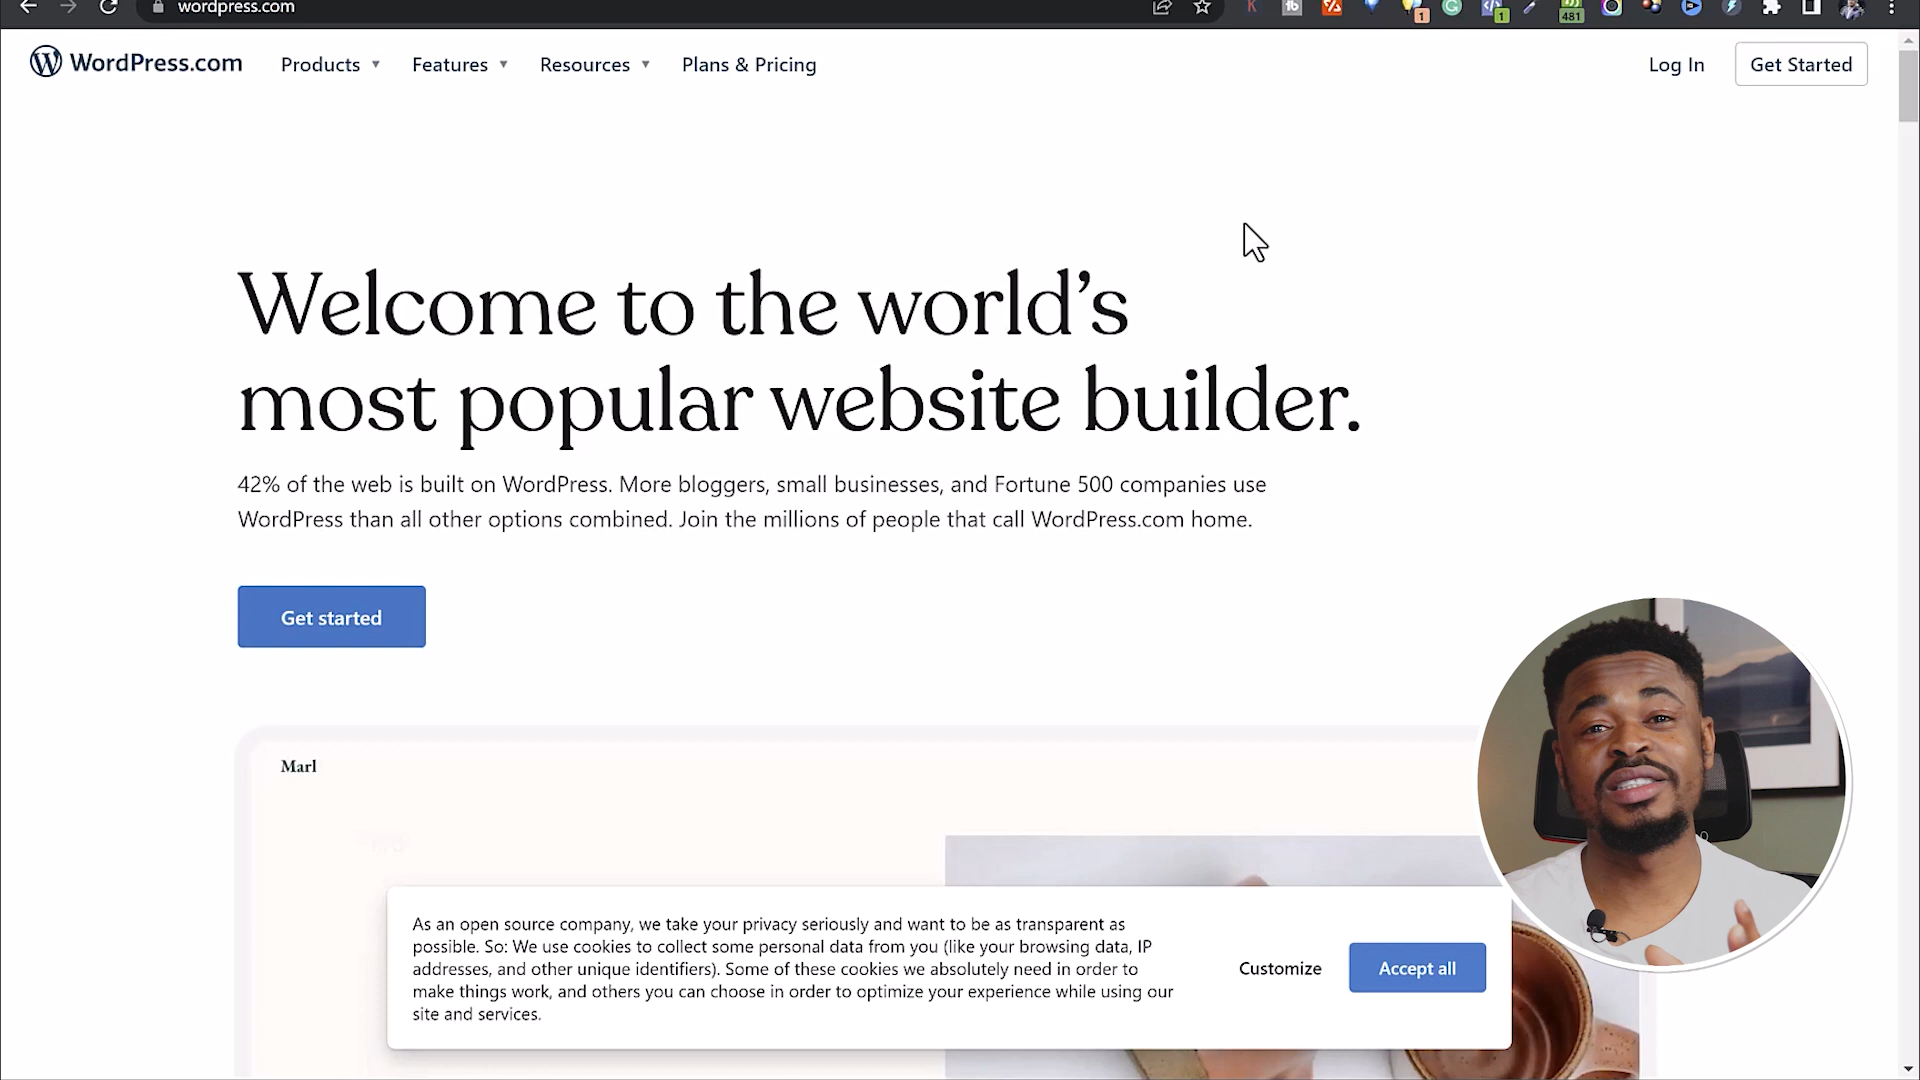 wordpress.com
1
1
481
WordPress.com Products Features Resources Plans & Pricing Log In Get Started
Welcome to the world's
most popular website builder.
42% of the web is built on WordPress. More bloggers, small businesses, and Fortune 500 companies use
WordPress than all other options combined. Join the millions of people that call WordPress.com home.
Get started
Marl
As an open source company, we take your privacy seriously and want to be as transparent as
possible. So: We use cookies to collect some personal data from you (like your browsing data, IP
addresses, and other unique identifiers). Some of these cookies we absolutely need in order to
make things work, and others you can choose in order to optimize your experience while using our
site and services.
Customize
Accept all